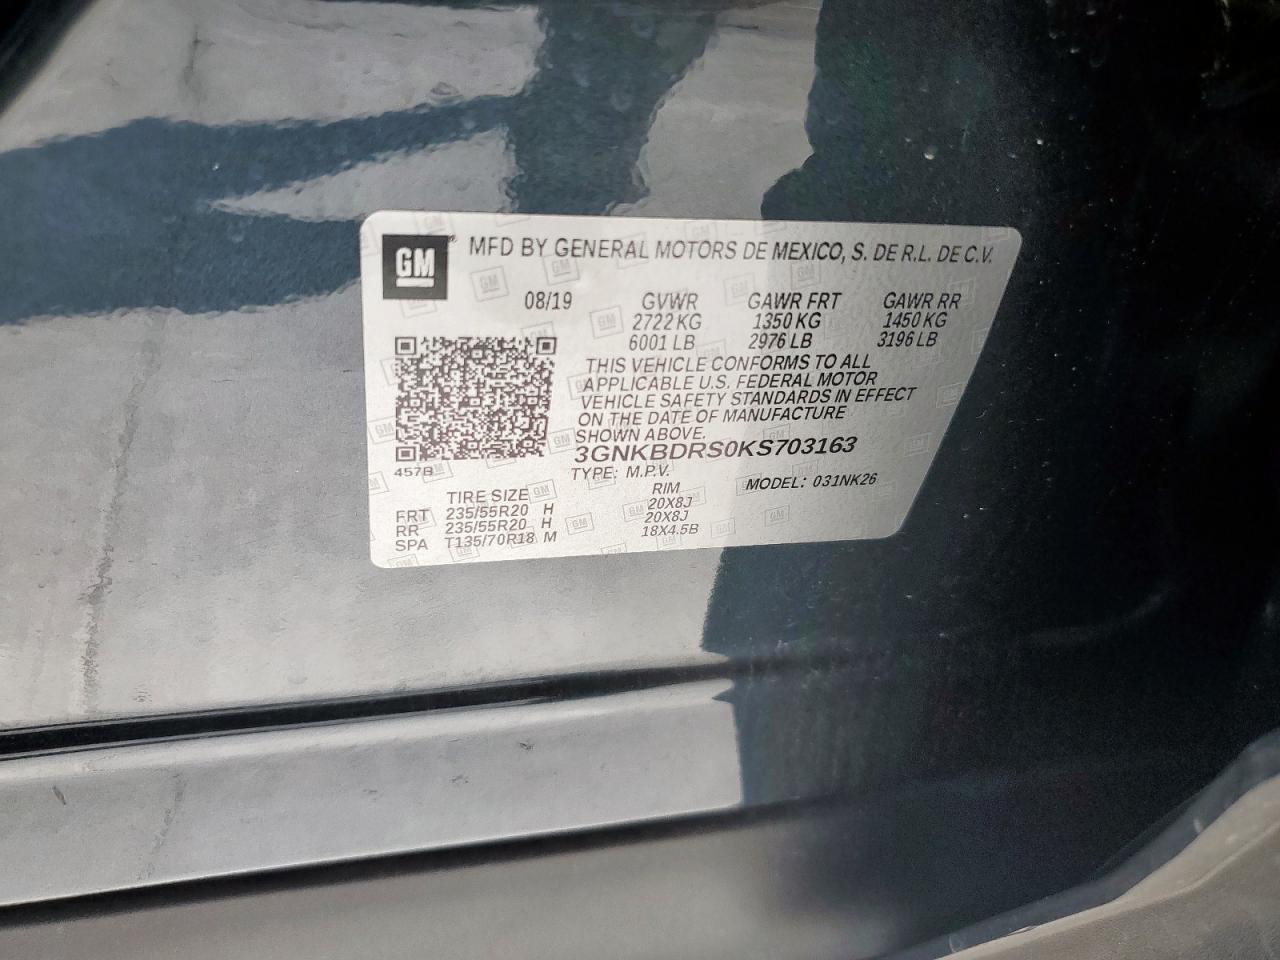 GM® MFD BY GENERAL MOTORS DE MEXICO, S. DE R.L. DE C.V.
08/19 GVWR GAWR FRT GAWR RR
2722 KG 1350 KG 1450 KG
6001 LB 2976 LB 3196 LB
THIS VEHICLE CONFORMS TO ALL
APPLICABLE U.S. FEDERAL MOTOR
VEHICLE SAFETY STANDARDS IN EFFECT
ON THE DATE OF MANUFACTURE
SHOWN ABOVE.
3GNKBDRS0KS703163
457B TYPE: M.P.V. MODEL: 031NK26
TIRE SIZE RIM
FRT 235/55R20 H 20X8J
RR 235/55R20 H 20X8J
SPA T135/70R18 M 18X4.5B